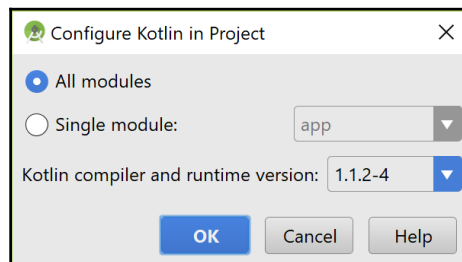 Configure Kotlin in Project
All modules
Single module: app
Kotlin compiler and runtime version: 1.1.2-4
OK Cancel Help